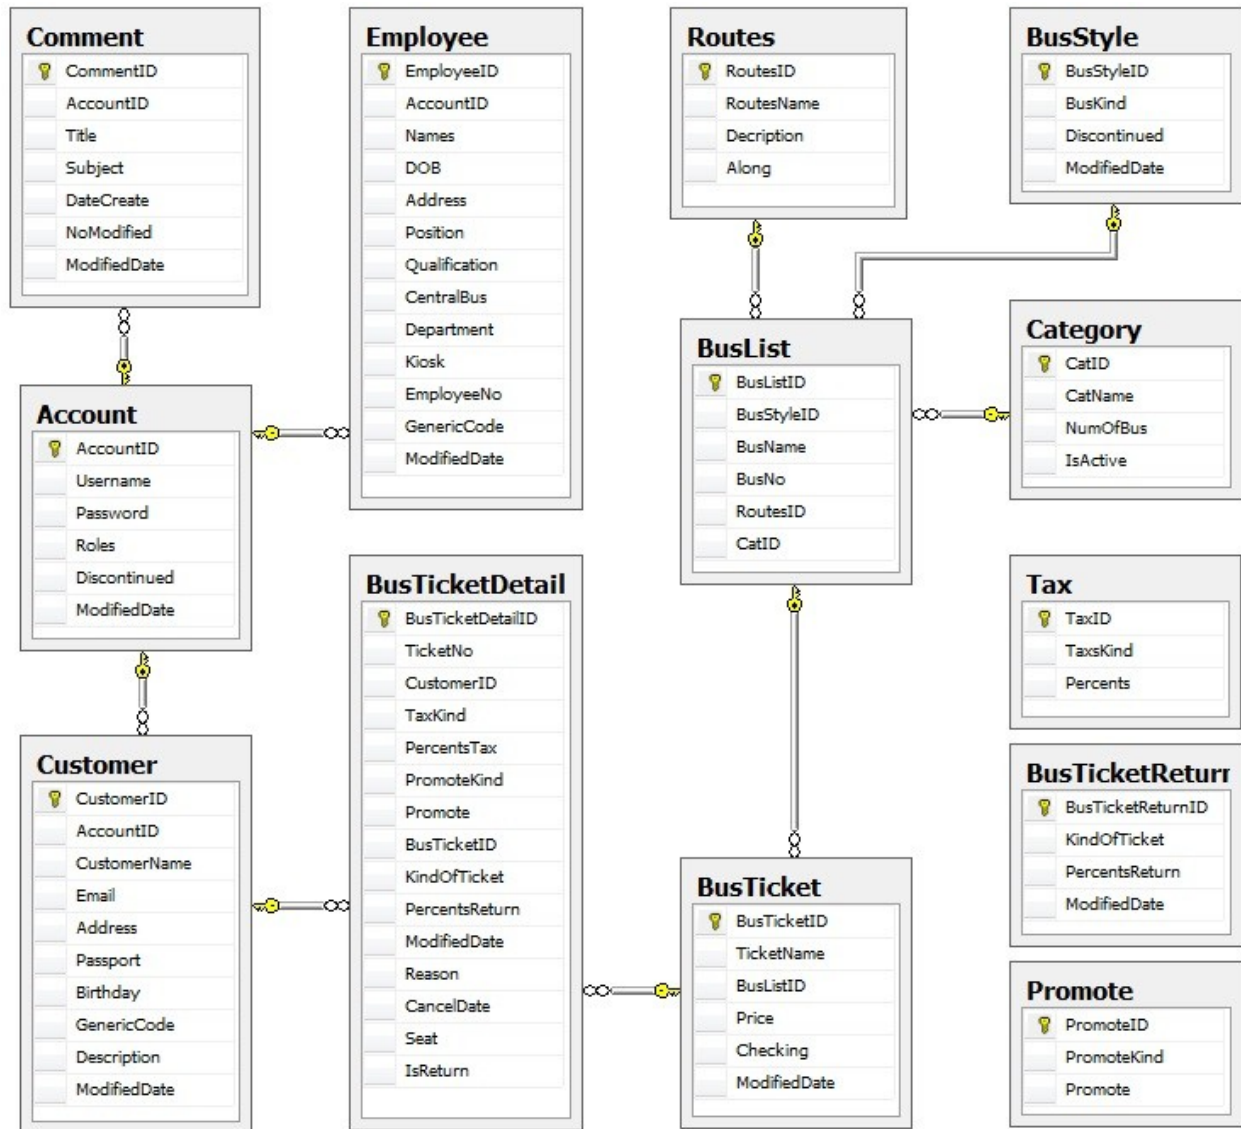 Comment
CommentID
AccountID
Title
Subject
DateCreate
NoModified
ModifiedDate
Employee
EmployeeID
AccountID
Names
DOB
Address
Position
Qualification
CentralBus
Department
Kiosk
EmployeeNo
GenericCode
ModifiedDate
Routes
RoutesID
RoutesName
Decription
Along
BusStyle
BusStyleID
BusKind
Discontinued
ModifiedDate
Account
AccountID
Username
Password
Roles
Discontinued
ModifiedDate
BusList
BusListID
BusStyleID
BusName
BusNo
RoutesID
CatID
Category
CatID
CatName
NumOfBus
IsActive
Customer
CustomerID
AccountID
CustomerName
Email
Address
Passport
Birthday
GenericCode
Description
ModifiedDate
BusTicketDetail
BusTicketDetailID
TicketNo
CustomerID
TaxKind
PercentsTax
PromoteKind
Promote
BusTicketID
KindOfTicket
PercentsReturn
ModifiedDate
Reason
CancelDate
Seat
IsReturn
BusTicket
BusTicketID
TicketName
BusListID
Price
Checking
ModifiedDate
Tax
TaxID
TaxsKind
Percents
BusTicketReturn
BusTicketReturnID
KindOfTicket
PercentsReturn
ModifiedDate
Promote
PromoteID
PromoteKind
Promote